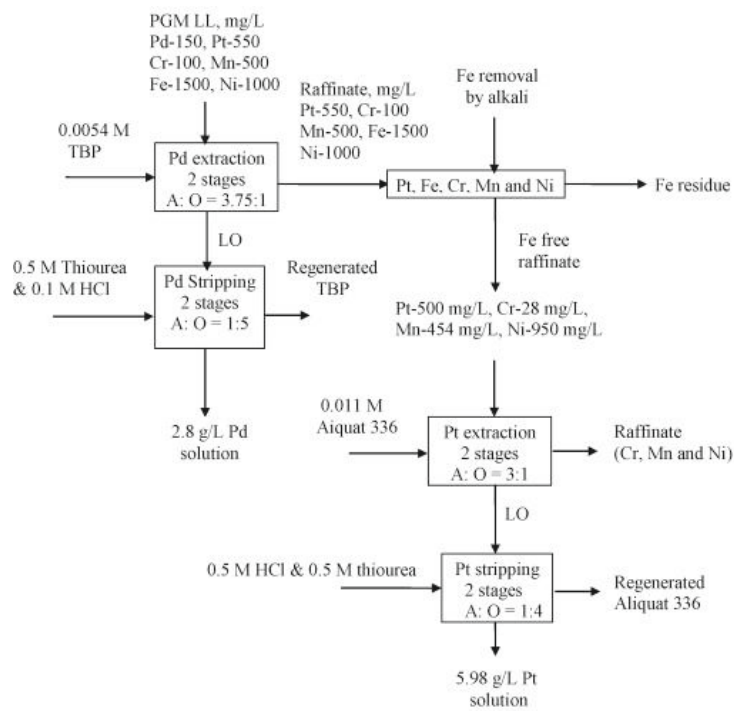 PGM LL, mg/L
Pd-150, Pt-550
Cr-100, Mn-500
Fe-1500, Ni-1000
Raffinate, mg/L
Pt-550, Cr-100
Mn-500, Fe-1500
Ni-1000
Fe removal
by alkali
0.0054 M
TBP
Pd extraction
2 stages
A: O = 3.75:1
Pt, Fe, Cr, Mn and Ni
Fe residue
LO
Fe free
raffinate
0.5 M Thiourea
& 0.1 M HCl
Pd Stripping
2 stages
A: O = 1:5
Regenerated
TBP
Pt-500 mg/L, Cr-28 mg/L,
Mn-454 mg/L, Ni-950 mg/L
2.8 g/L Pd
solution
0.011 M
Aiquat 336
Pt extraction
2 stages
A: O = 3:1
Raffinate
(Cr, Mn and Ni)
LO
0.5 M HCl & 0.5 M thiourea
Pt stripping
2 stages
A: O = 1:4
Regenerated
Aliquat 336
5.98 g/L Pt
solution